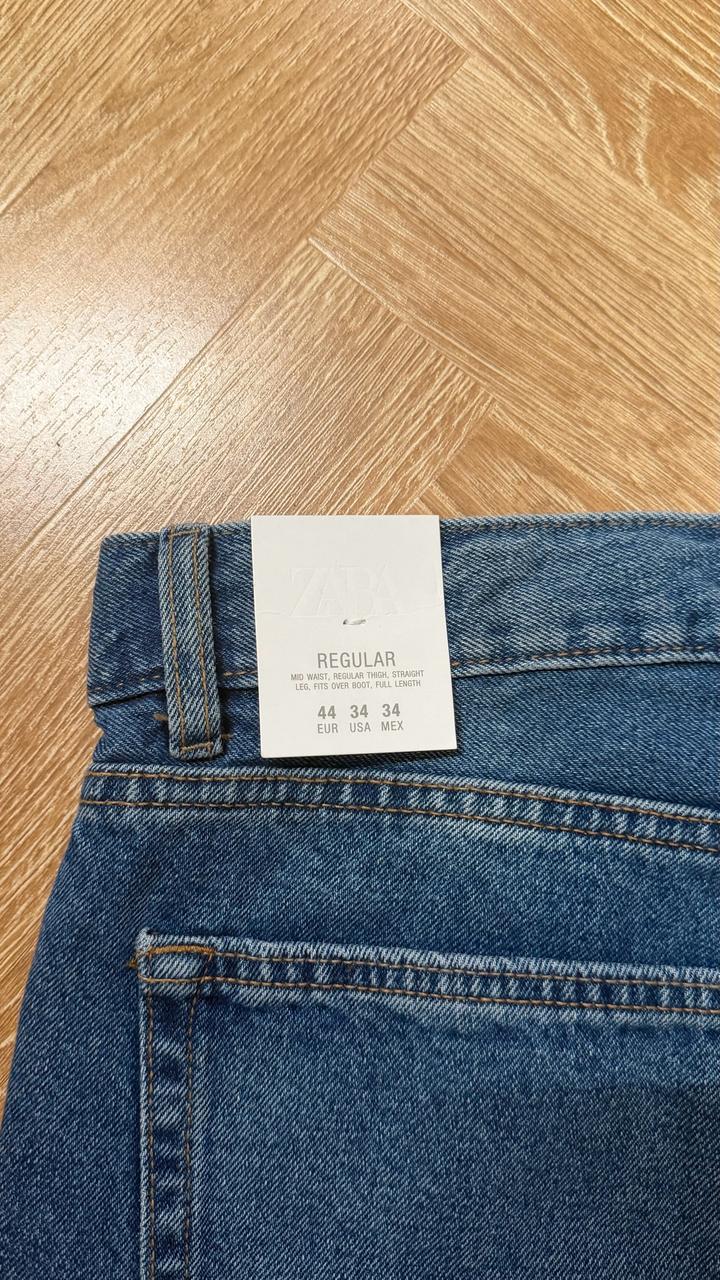 ZARA
REGULAR
MID WAIST, REGULAR THIGH, STRAIGHT
LEG, FITS OVER BOOT, FULL LENGTH
44 34 34
EUR USA MEX